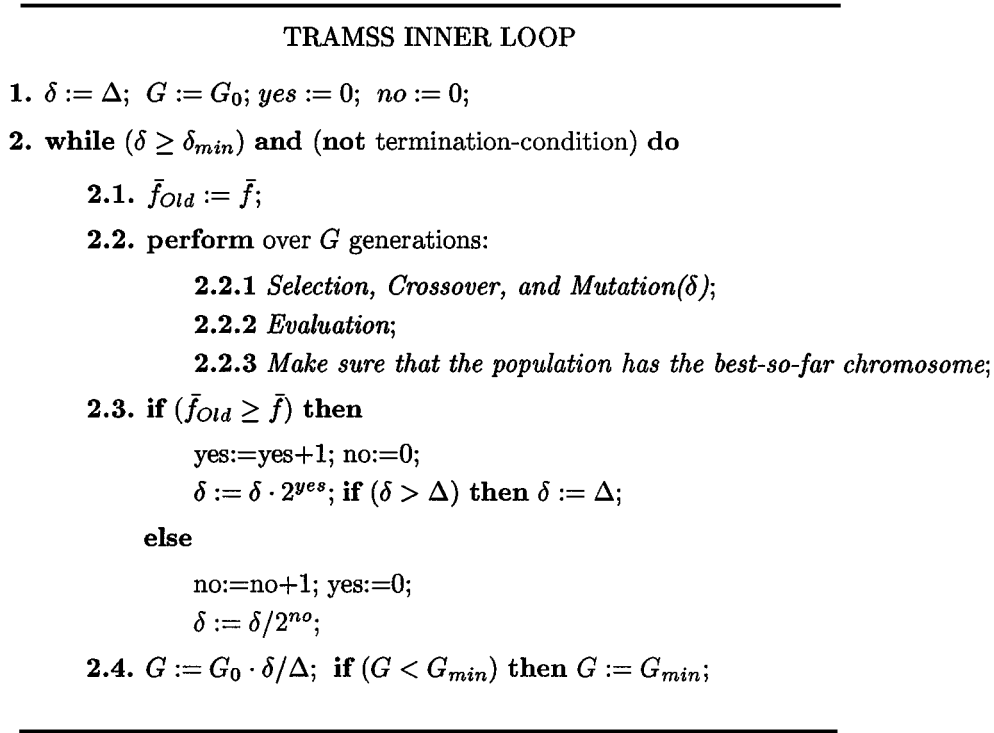 TRAMSS INNER LOOP
1. δ := Δ; G := G₀; yes := 0; no := 0;
2. while (δ ≥ δ_min) and (not termination-condition) do
2.1. f̄_Old := f̄;
2.2. perform over G generations:
2.2.1 Selection, Crossover, and Mutation(δ);
2.2.2 Evaluation;
2.2.3 Make sure that the population has the best-so-far chromosome;
2.3. if (f̄_Old ≥ f̄) then
yes:=yes+1; no:=0;
δ := δ · 2^yes; if (δ > Δ) then δ := Δ;
else
no:=no+1; yes:=0;
δ := δ/2^no;
2.4. G := G₀ · δ/Δ; if (G < G_min) then G := G_min;